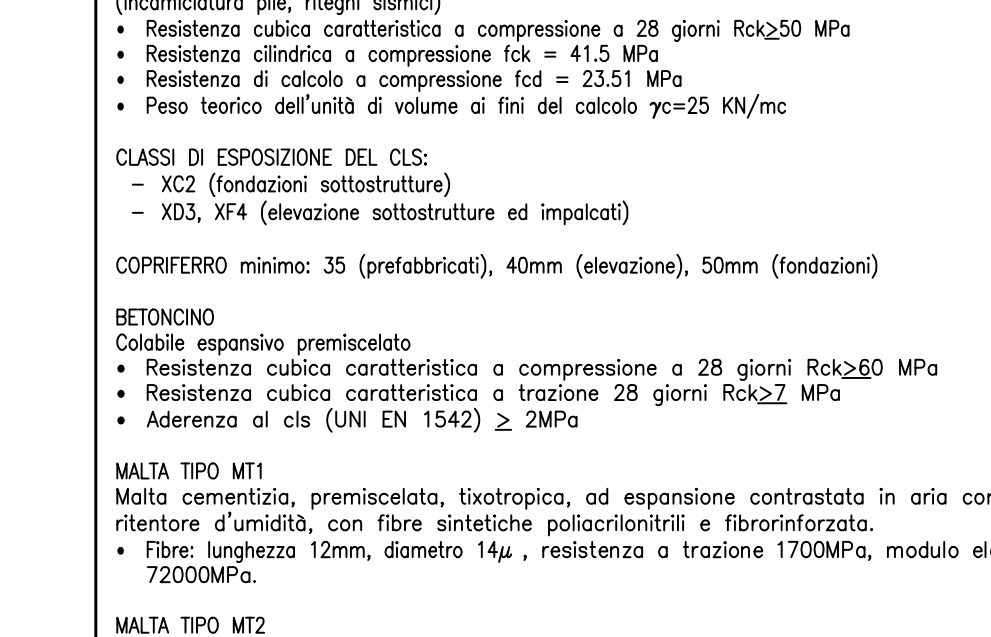 (incamiciatura pile, ritegni sismici)
• Resistenza cubica caratteristica a compressione a 28 giorni Rck≥50 MPa
• Resistenza cilindrica a compressione fck = 41.5 MPa
• Resistenza di calcolo a compressione fcd = 23.51 MPa
• Peso teorico dell'unità di volume ai fini del calcolo γc=25 KN/mc
CLASSI DI ESPOSIZIONE DEL CLS:
– XC2 (fondazioni sottostrutture)
– XD3, XF4 (elevazione sottostrutture ed impalcati)
COPRIFERRO minimo: 35 (prefabbricati), 40mm (elevazione), 50mm (fondazioni)
BETONCINO
Colabile espansivo premiscelato
• Resistenza cubica caratteristica a compressione a 28 giorni Rck≥60 MPa
• Resistenza cubica caratteristica a trazione 28 giorni Rck≥7 MPa
• Aderenza al cls (UNI EN 1542) ≥ 2MPa
MALTA TIPO MT1
Malta cementizia, premiscelata, tixotropica, ad espansione contrastata in aria con
ritentore d'umidità, con fibre sintetiche poliacrilonitrili e fibrorinforzata.
• Fibre: lunghezza 12mm, diametro 14μ , resistenza a trazione 1700MPa, modulo
72000MPa.
MALTA TIPO MT2